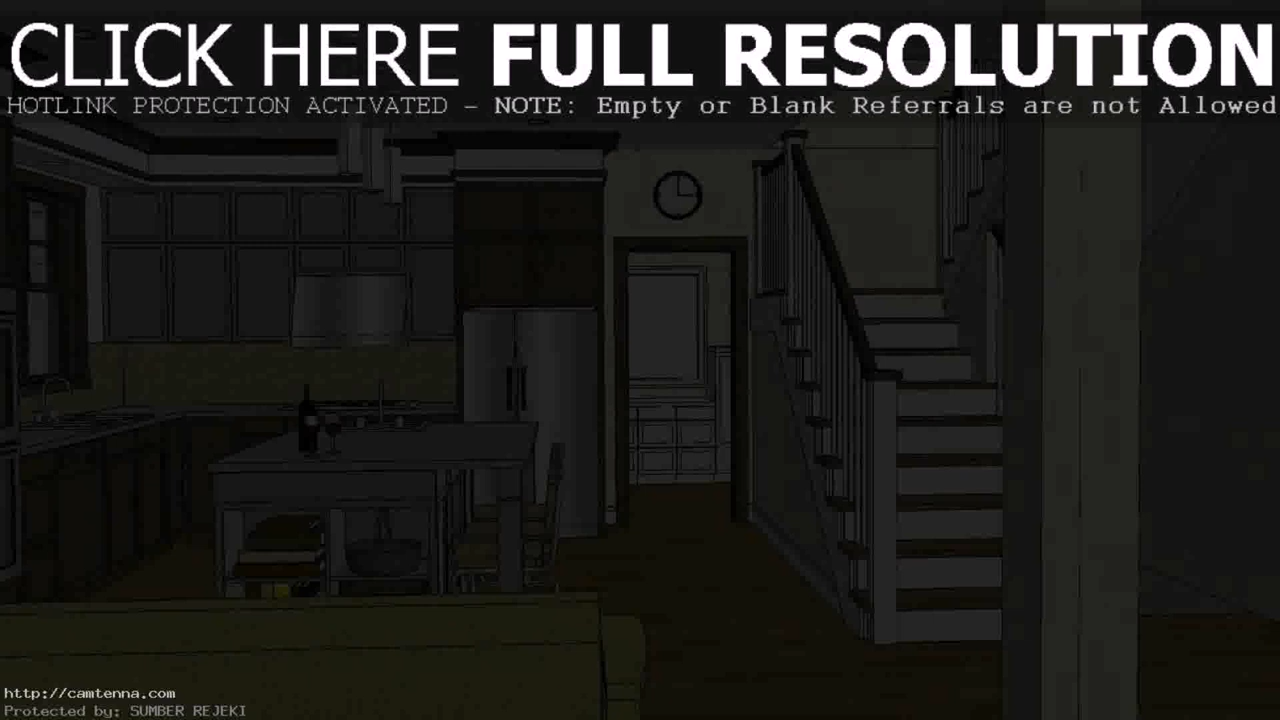 CLICK HERE FULL RESOLUTION
HOTLINK PROTECTION ACTIVATED - NOTE: Empty or Blank Referrals are not Allowed
http://camtenna.com
Protected by: SUMBER REJEKI